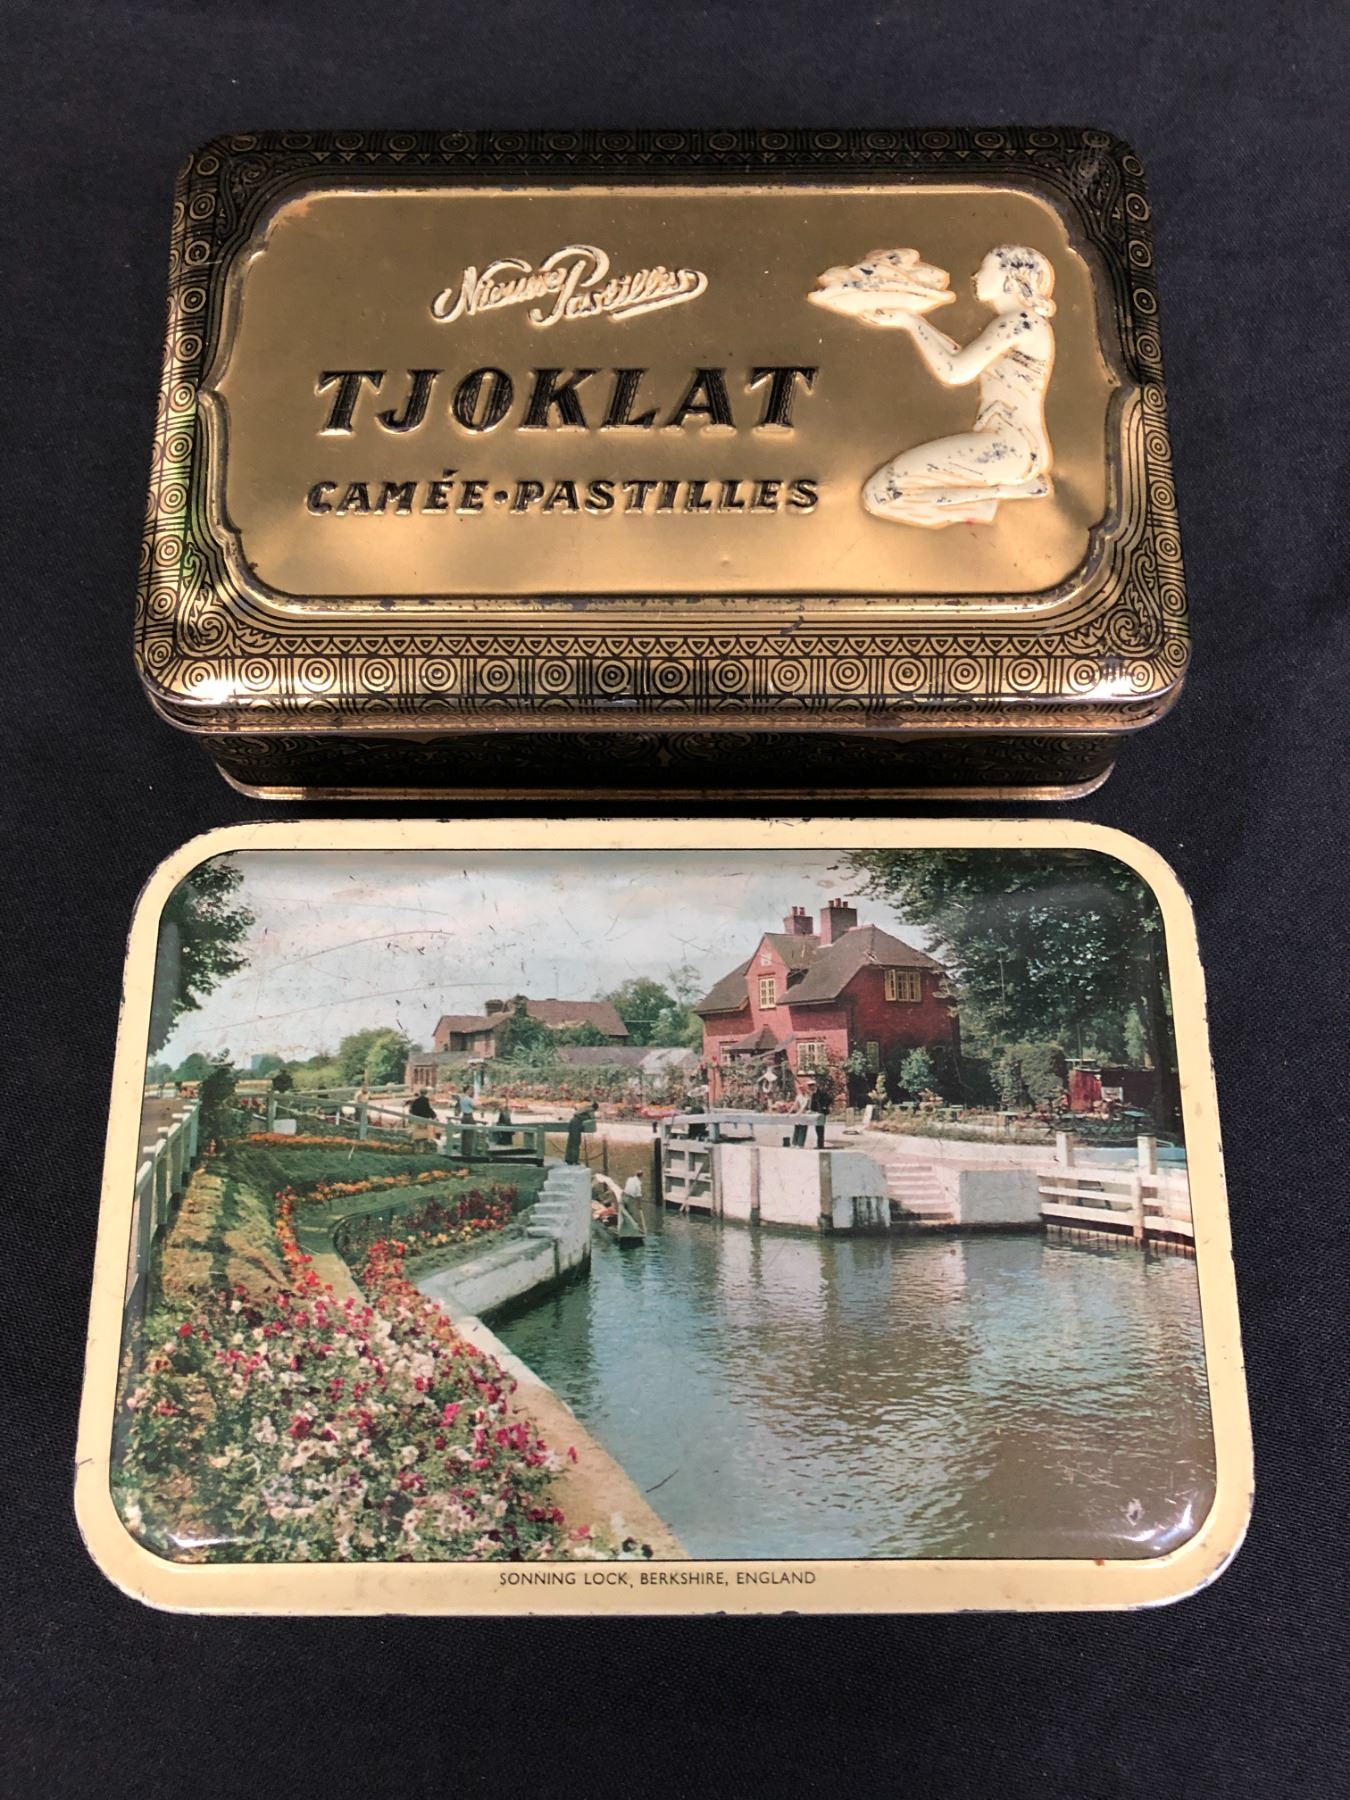 Nieuwe Pastilles
TJOKLAT
CAMÉE•PASTILLES
SONNING LOCK, BERKSHIRE, ENGLAND